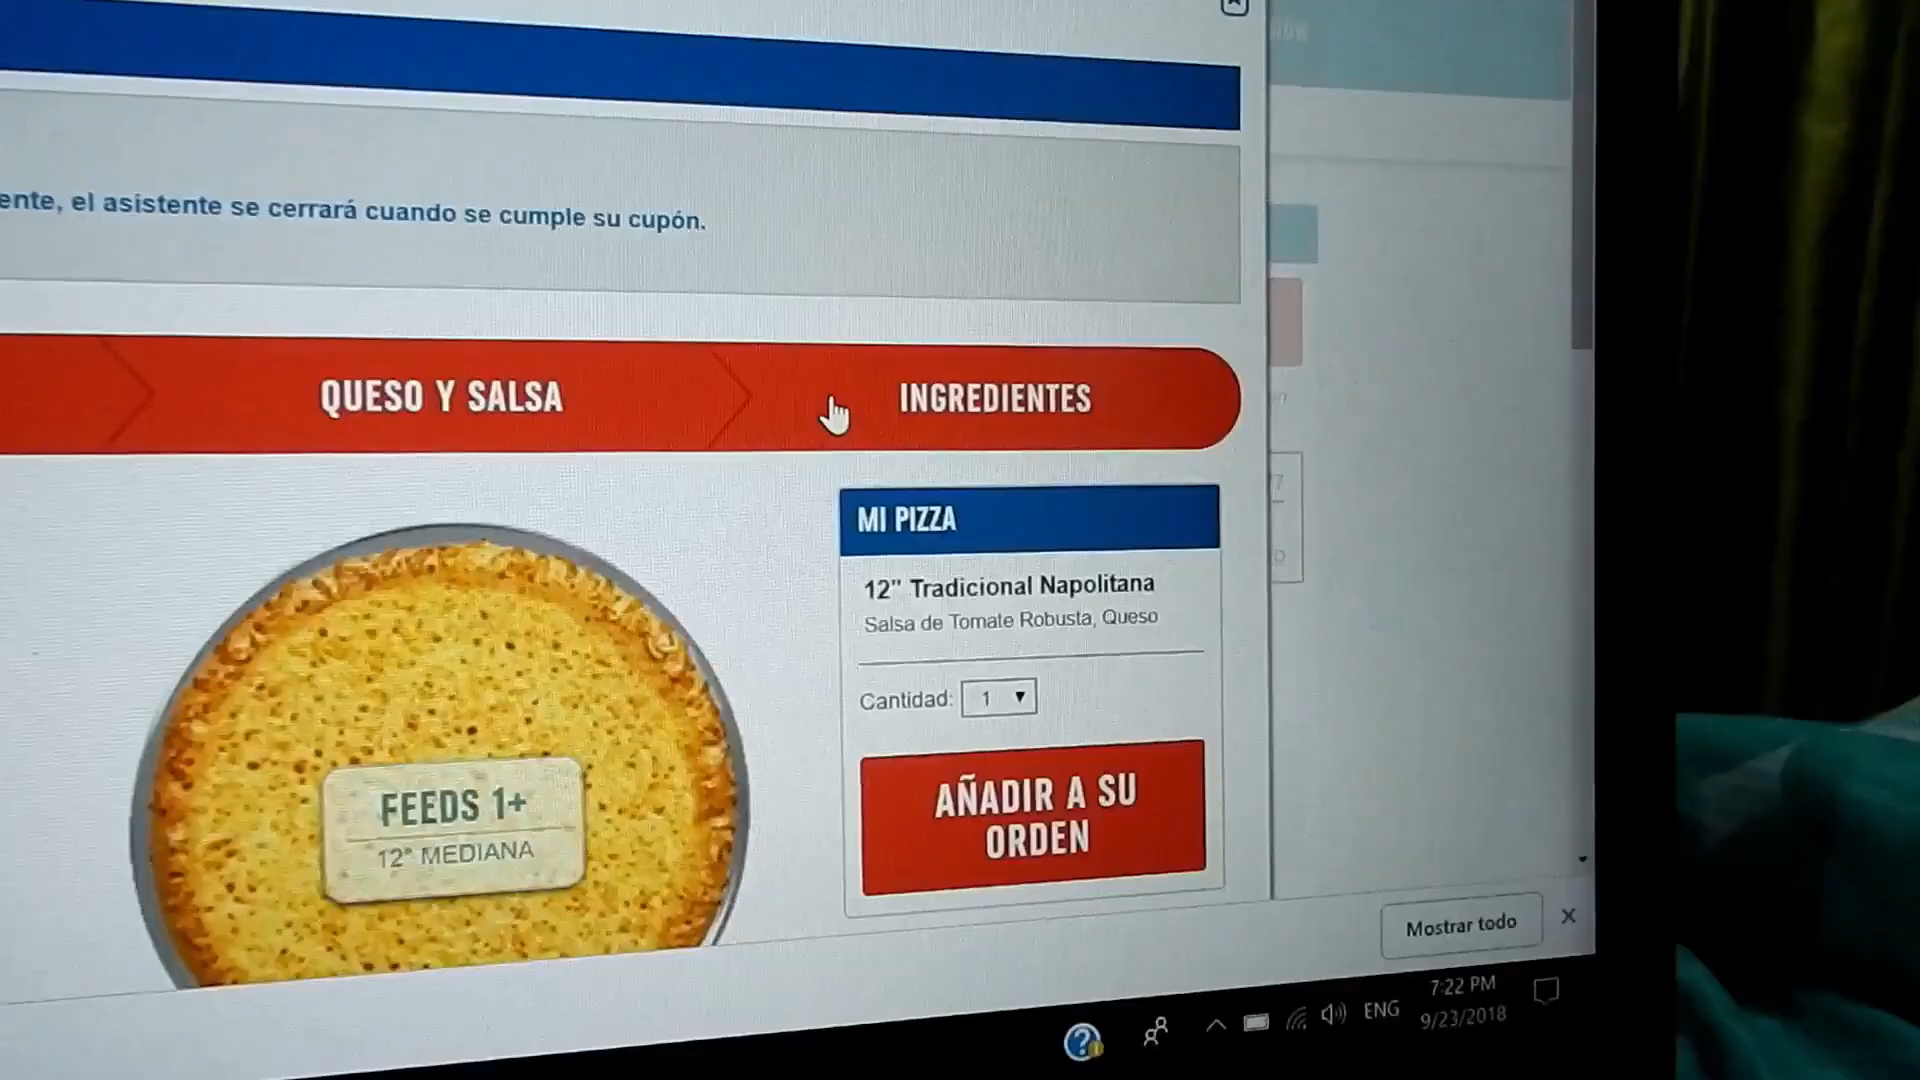 el asistente se cerrará cuando se cumple su cupón.
QUESO Y SALSA
INGREDIENTES
MI PIZZA
12" Tradicional Napolitana
Salsa de Tomate Robusta, Queso
Cantidad: 1
AÑADIR A SU
ORDEN
FEEDS 1+
12" MEDIANA
Mostrar todo
ENG
7:22 PM
9/23/2018